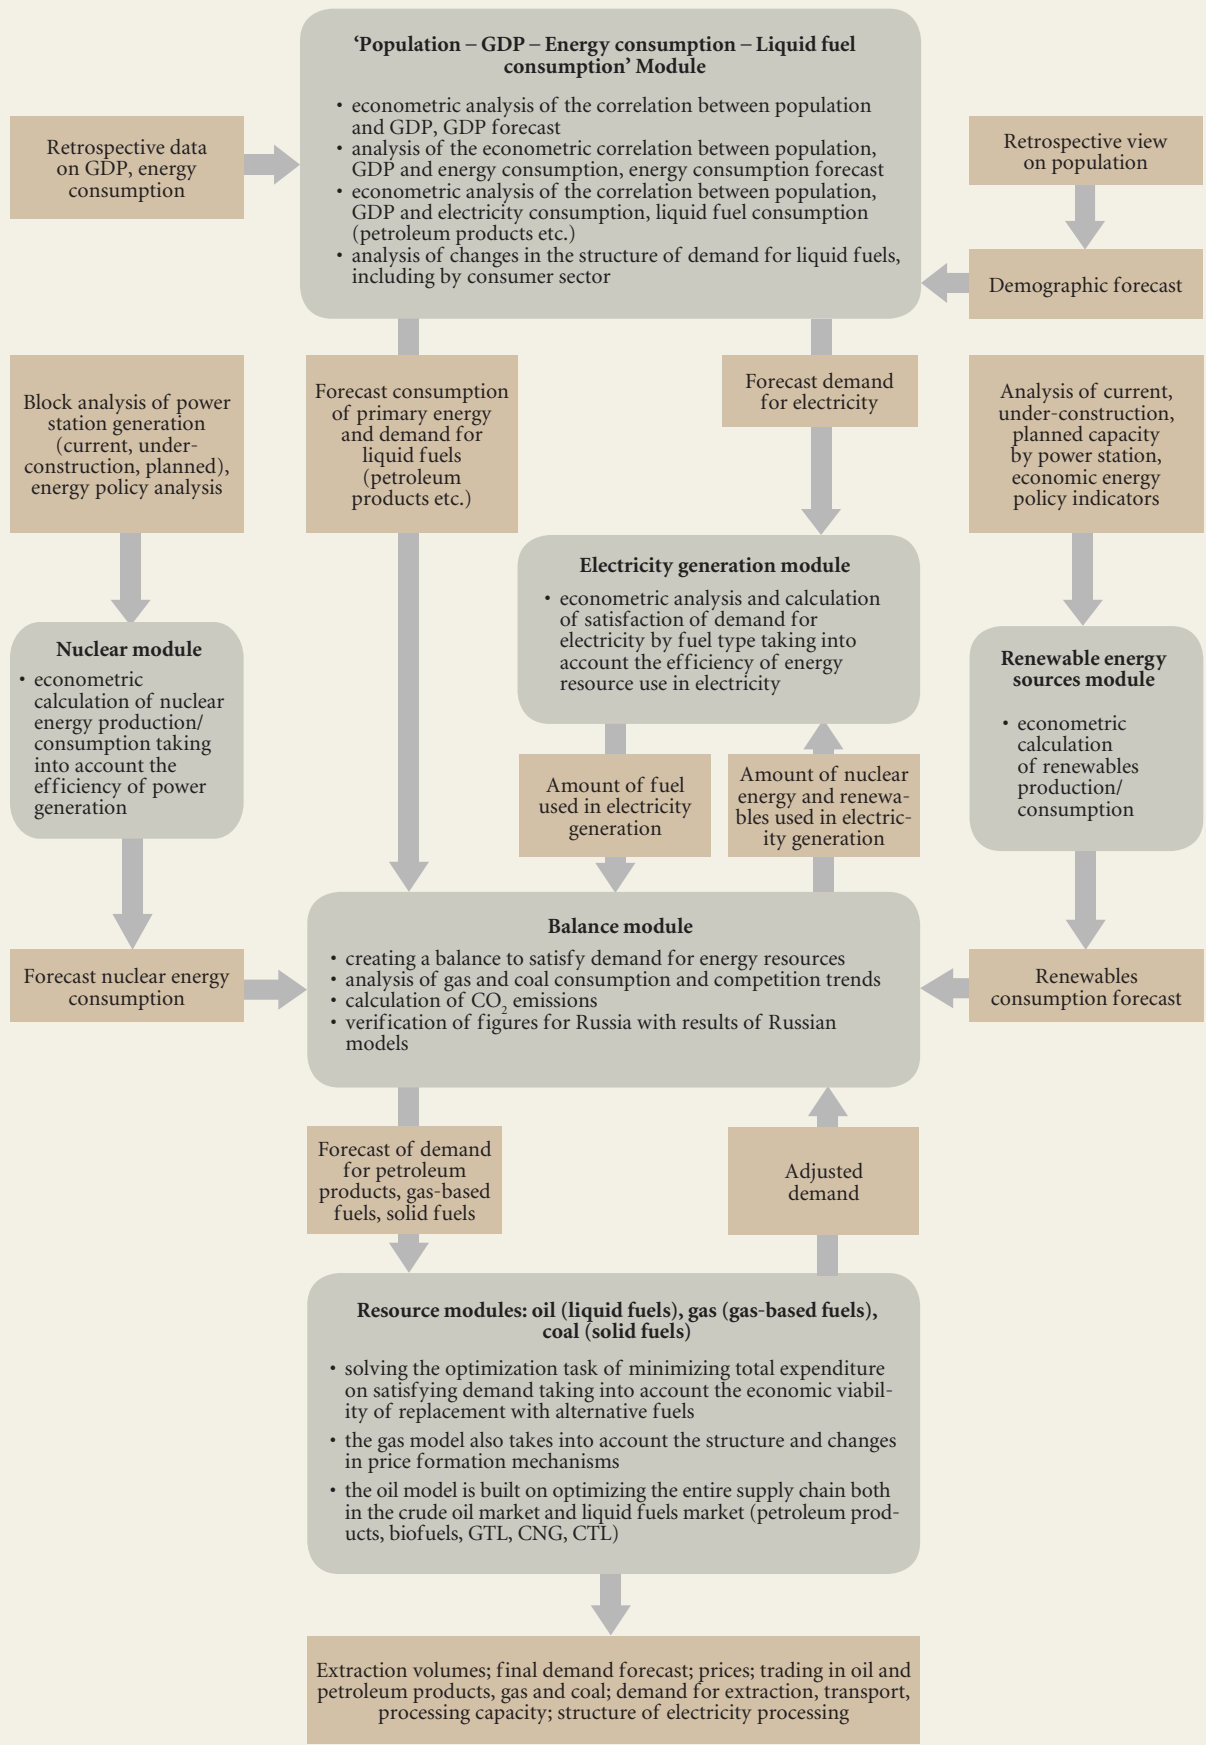 ‘Population – GDP – Energy consumption – Liquid fuel
consumption’ Module
• econometric analysis of the correlation between population
and GDP, GDP forecast
• analysis of the econometric correlation between population,
GDP and energy consumption, energy consumption forecast
• econometric analysis of the correlation between population,
GDP and electricity consumption, liquid fuel consumption
(petroleum products etc.)
• analysis of changes in the structure of demand for liquid fuels,
including by consumer sector
Retrospective data
on GDP, energy
consumption
Retrospective view
on population
Demographic forecast
Block analysis of power
station generation
(current, under-
construction, planned),
energy policy analysis
Forecast consumption
of primary energy
and demand for
liquid fuels
(petroleum
products etc.)
Forecast demand
for electricity
Analysis of current,
under-construction,
planned capacity
by power station,
economic energy
policy indicators
Electricity generation module
• econometric analysis and calculation
of satisfaction of demand for
electricity by fuel type taking into
account the efficiency of energy
resource use in electricity
Nuclear module
• econometric
calculation of nuclear
energy production/
consumption taking
into account the
efficiency of power
generation
Renewable energy
sources module
• econometric
calculation
of renewables
production/
consumption
Amount of fuel
used in electricity
generation
Amount of nuclear
energy and renewa-
bles used in electric-
ity generation
Balance module
• creating a balance to satisfy demand for energy resources
• analysis of gas and coal consumption and competition trends
• calculation of CO₂ emissions
• verification of figures for Russia with results of Russian
models
Forecast nuclear energy
consumption
Renewables
consumption forecast
Forecast of demand
for petroleum
products, gas-based
fuels, solid fuels
Adjusted
demand
Resource modules: oil (liquid fuels), gas (gas-based fuels),
coal (solid fuels)
• solving the optimization task of minimizing total expenditure
on satisfying demand taking into account the economic viabil-
ity of replacement with alternative fuels
• the gas model also takes into account the structure and changes
in price formation mechanisms
• the oil model is built on optimizing the entire supply chain both
in the crude oil market and liquid fuels market (petroleum prod-
ucts, biofuels, GTL, CNG, CTL)
Extraction volumes; final demand forecast; prices; trading in oil and
petroleum products, gas and coal; demand for extraction, transport,
processing capacity; structure of electricity processing